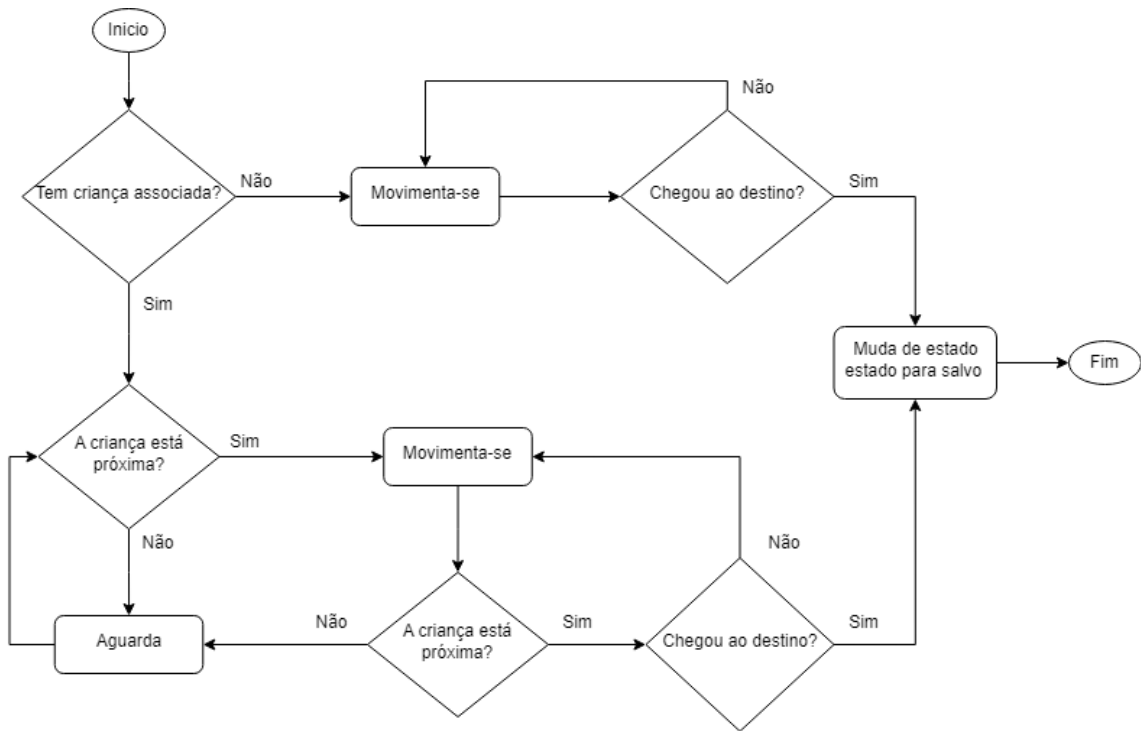 Inicio
Não
Tem criança associada?
Não
Movimenta-se
Chegou ao destino?
Sim
Sim
Muda de estado
estado para salvo
Fim
A criança está
próxima?
Sim
Movimenta-se
Não
Não
Aguarda
Não
A criança está
próxima?
Sim
Chegou ao destino?
Sim